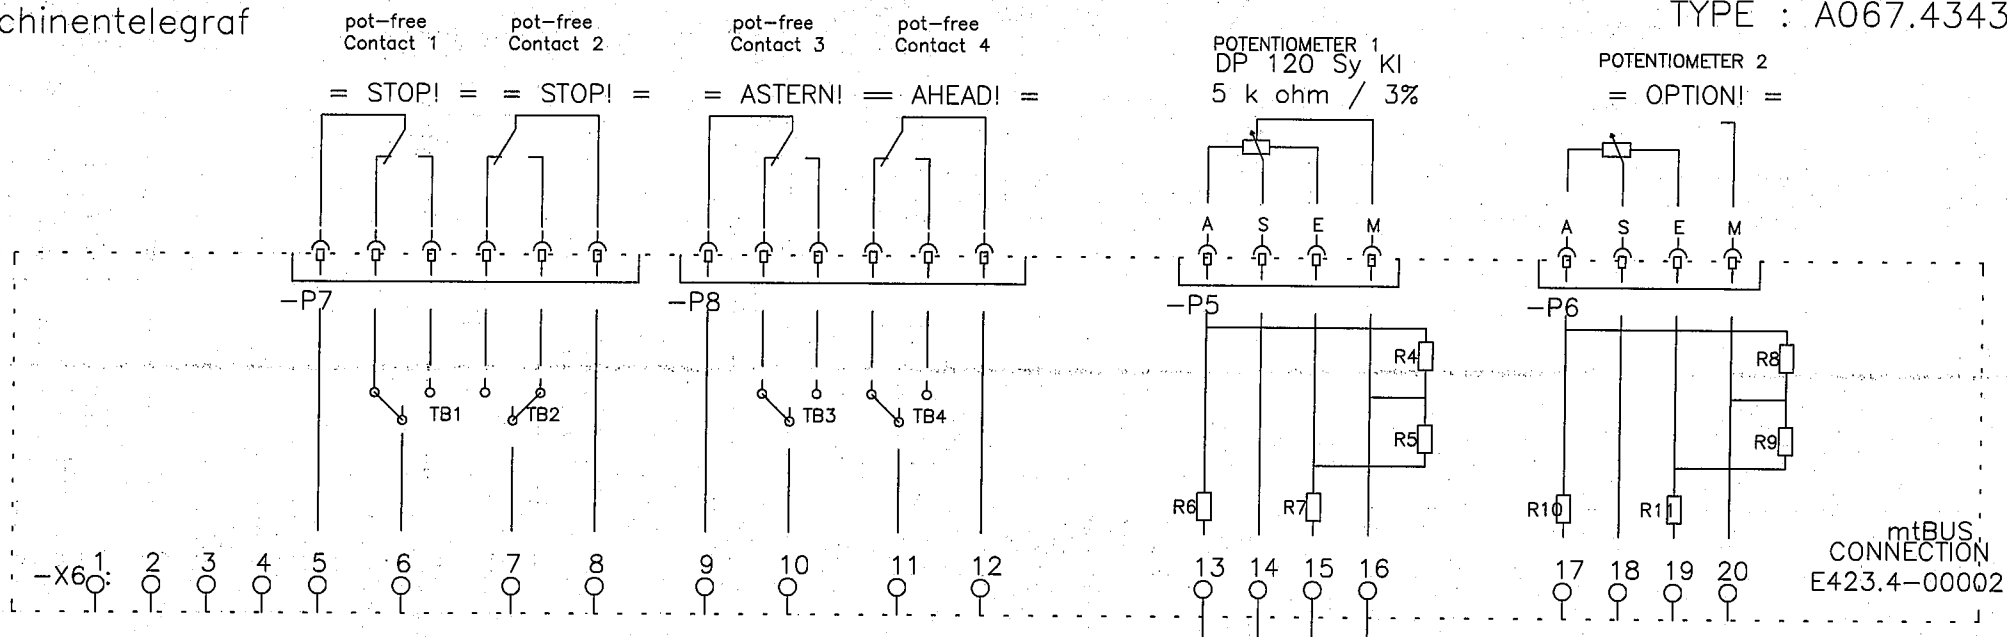 chinentelegraf
TYPE : A067.4343
pot-free
Contact 1
pot-free
Contact 2
pot-free
Contact 3
pot-free
Contact 4
= STOP! = = STOP! =
= ASTERN! == AHEAD! =
POTENTIOMETER 1
DP 120 Sy Kl
5 k ohm / 3%
POTENTIOMETER 2
= OPTION! =
A S E M
A S E M
-P7
-P8
-P5
-P6
R4
R8
TB1
TB2
TB3
TB4
R5
R9
R6
R7
R10
R11
mtBUS
CONNECTION
E423.4-00002
-X6 1: 2 3 4 5 6 7 8 9 10 11 12 13 14 15 16 17 18 19 20